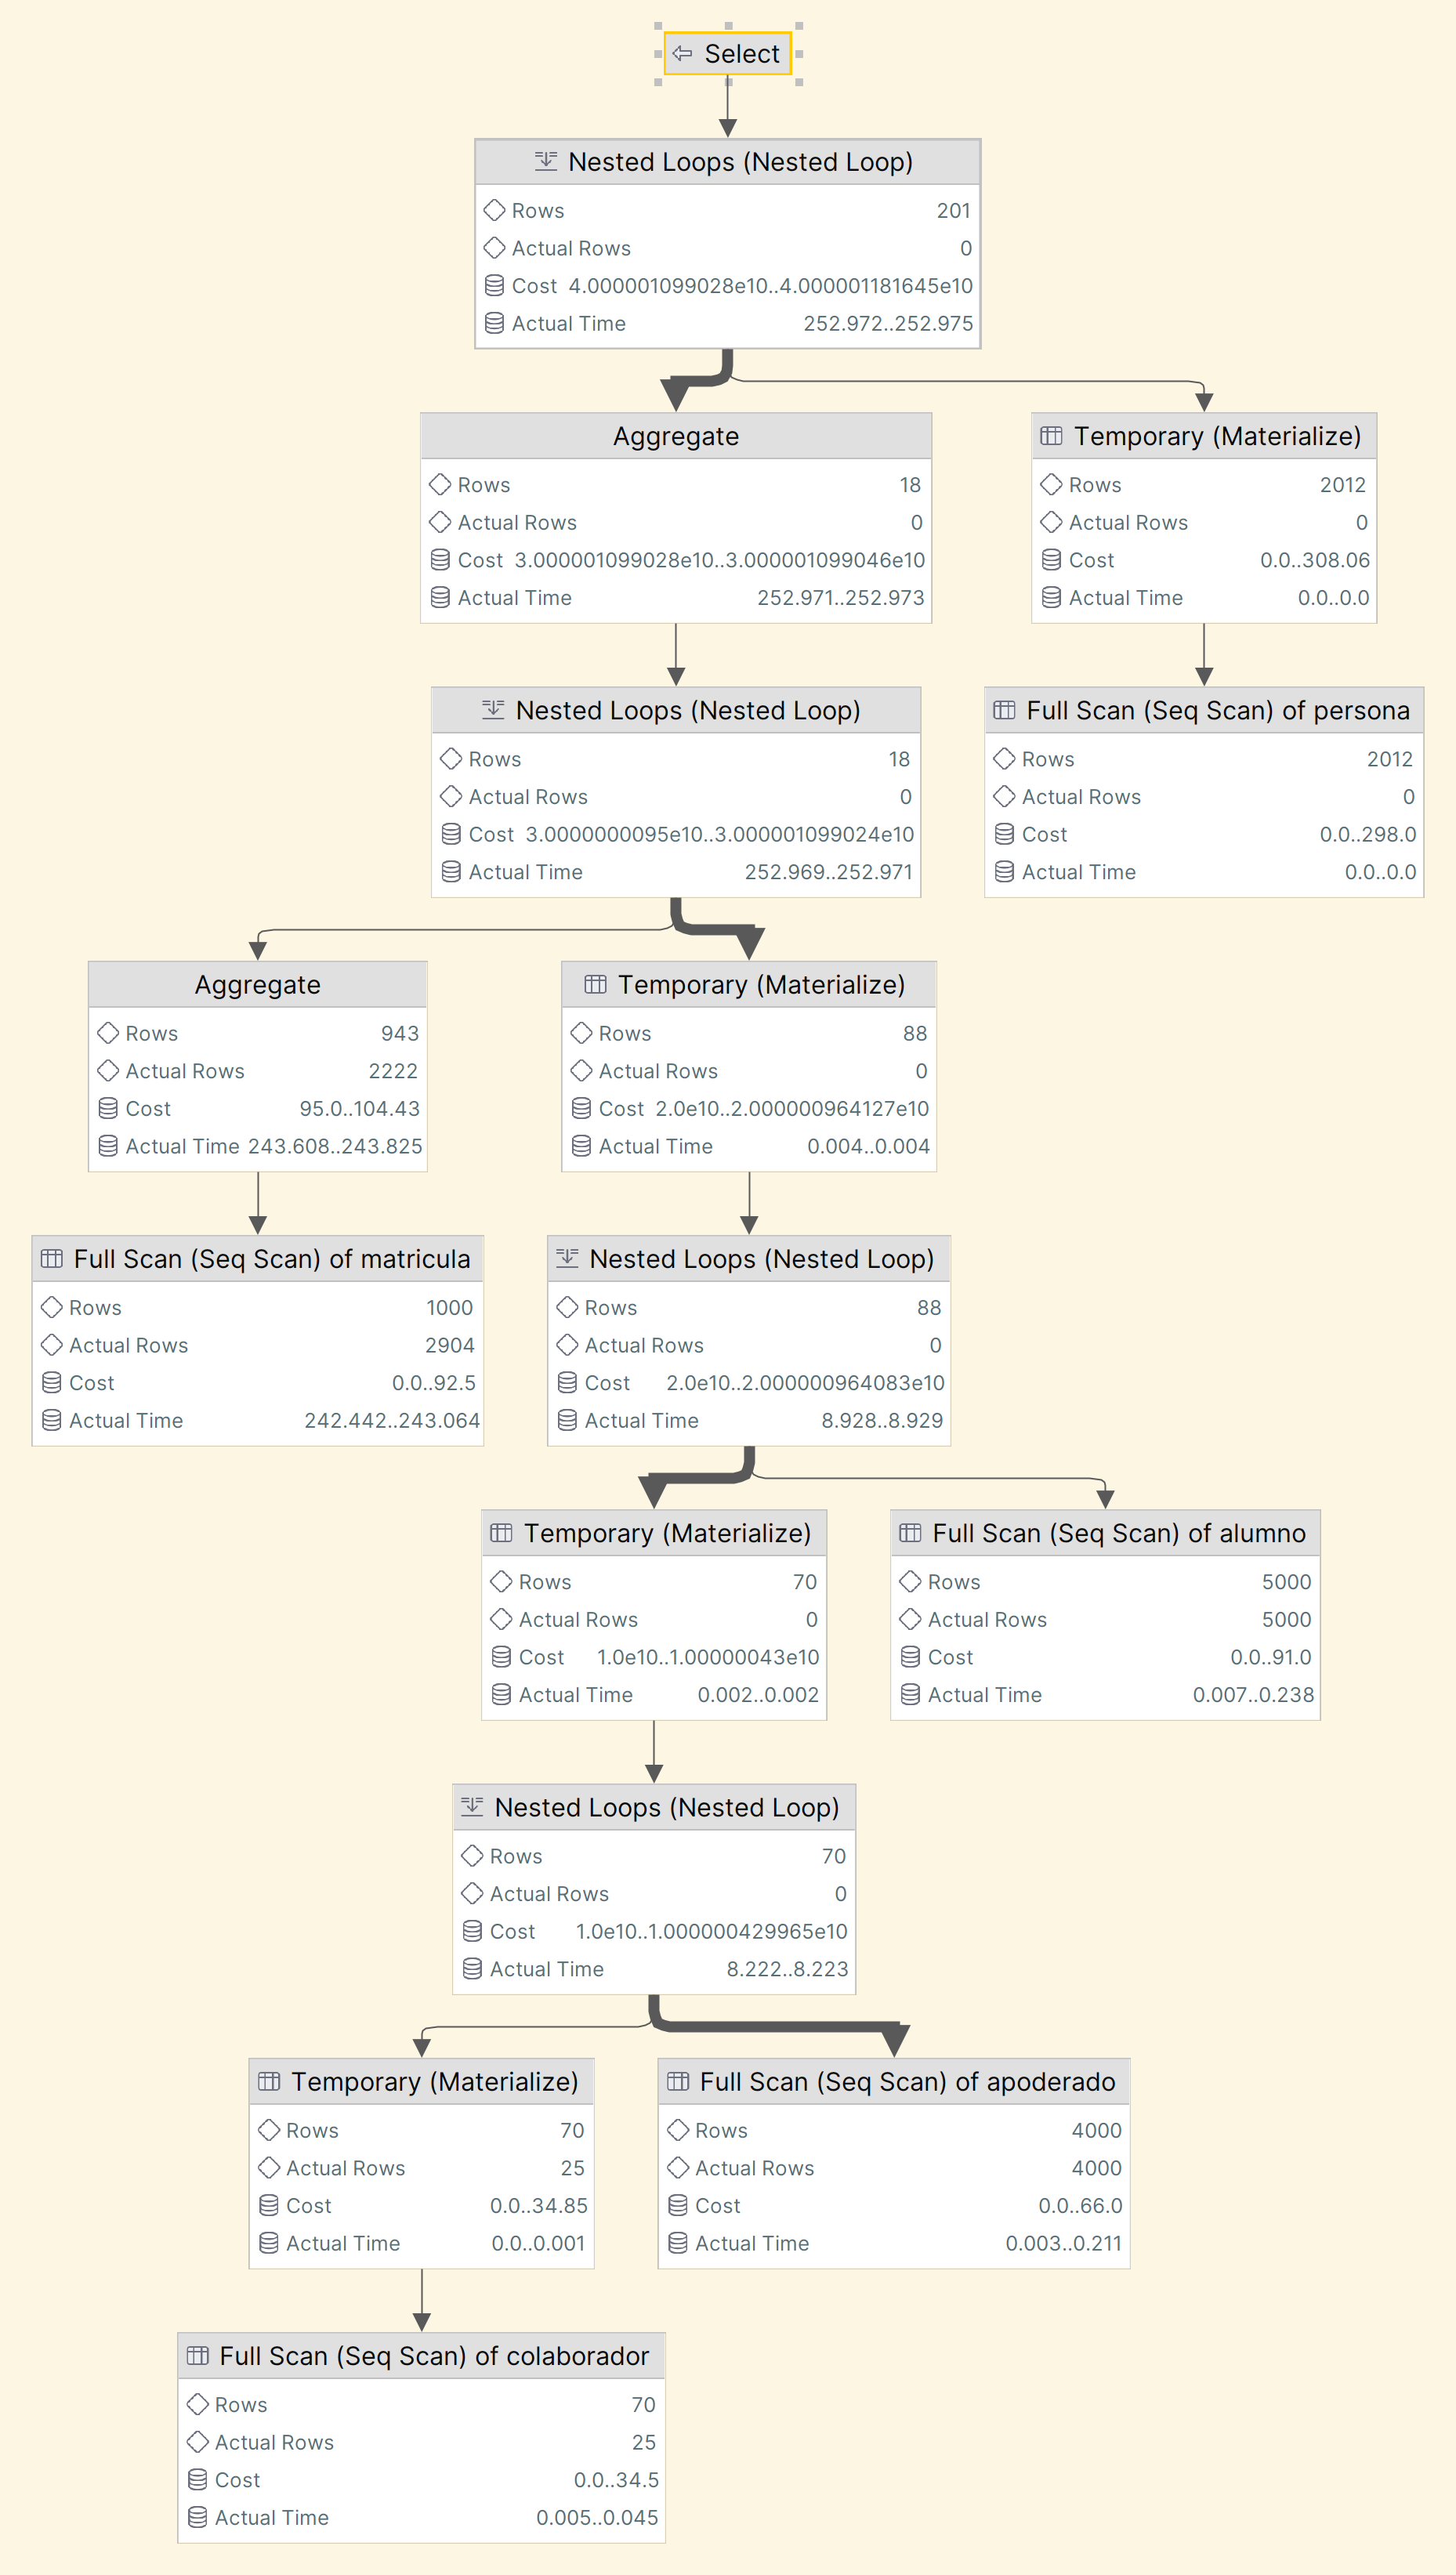 Select
Nested Loops (Nested Loop)
Rows 201
Actual Rows 0
Cost 4.000001099028e10..4.000001181645e10
Actual Time 252.972..252.975
Aggregate
Rows 18
Actual Rows 0
Cost 3.000001099028e10..3.000001099046e10
Actual Time 252.971..252.973
Temporary (Materialize)
Rows 2012
Actual Rows 0
Cost 0.0..308.06
Actual Time 0.0..0.0
Nested Loops (Nested Loop)
Rows 18
Actual Rows 0
Cost 3.0000000095e10..3.000001099024e10
Actual Time 252.969..252.971
Full Scan (Seq Scan) of persona
Rows 2012
Actual Rows 0
Cost 0.0..298.0
Actual Time 0.0..0.0
Aggregate
Rows 943
Actual Rows 2222
Cost 95.0..104.43
Actual Time 243.608..243.825
Temporary (Materialize)
Rows 88
Actual Rows 0
Cost 2.0e10..2.000000964127e10
Actual Time 0.004..0.004
Full Scan (Seq Scan) of matricula
Rows 1000
Actual Rows 2904
Cost 0.0..92.5
Actual Time 242.442..243.064
Nested Loops (Nested Loop)
Rows 88
Actual Rows 0
Cost 2.0e10..2.000000964083e10
Actual Time 8.928..8.929
Temporary (Materialize)
Rows 70
Actual Rows 0
Cost 1.0e10..1.00000043e10
Actual Time 0.002..0.002
Full Scan (Seq Scan) of alumno
Rows 5000
Actual Rows 5000
Cost 0.0..91.0
Actual Time 0.007..0.238
Nested Loops (Nested Loop)
Rows 70
Actual Rows 0
Cost 1.0e10..1.000000429965e10
Actual Time 8.222..8.223
Temporary (Materialize)
Rows 70
Actual Rows 25
Cost 0.0..34.85
Actual Time 0.0..0.001
Full Scan (Seq Scan) of apoderado
Rows 4000
Actual Rows 4000
Cost 0.0..66.0
Actual Time 0.003..0.211
Full Scan (Seq Scan) of colaborador
Rows 70
Actual Rows 25
Cost 0.0..34.5
Actual Time 0.005..0.045